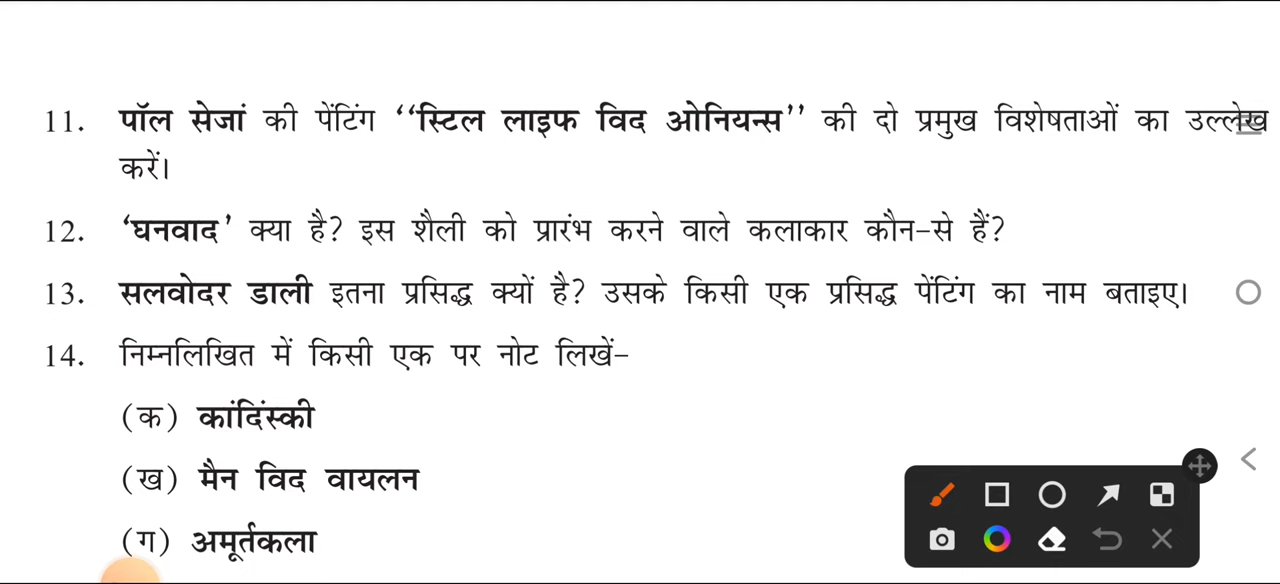 11. पॉल सेजां की पेंटिंग ‘‘स्टिल लाइफ विद ओनियन्स’’ की दो प्रमुख विशेषताओं का उल्लेख
करें।
12. ‘घनवाद’ क्या है? इस शैली को प्रारंभ करने वाले कलाकार कौन-से हैं?
13. सलवोदर डाली इतना प्रसिद्ध क्यों है? उसके किसी एक प्रसिद्ध पेंटिंग का नाम बताइए।
14. निम्नलिखित में किसी एक पर नोट लिखें-
(क) कांदिंस्की
(ख) मैन विद वायलन
(ग) अमूर्तकला